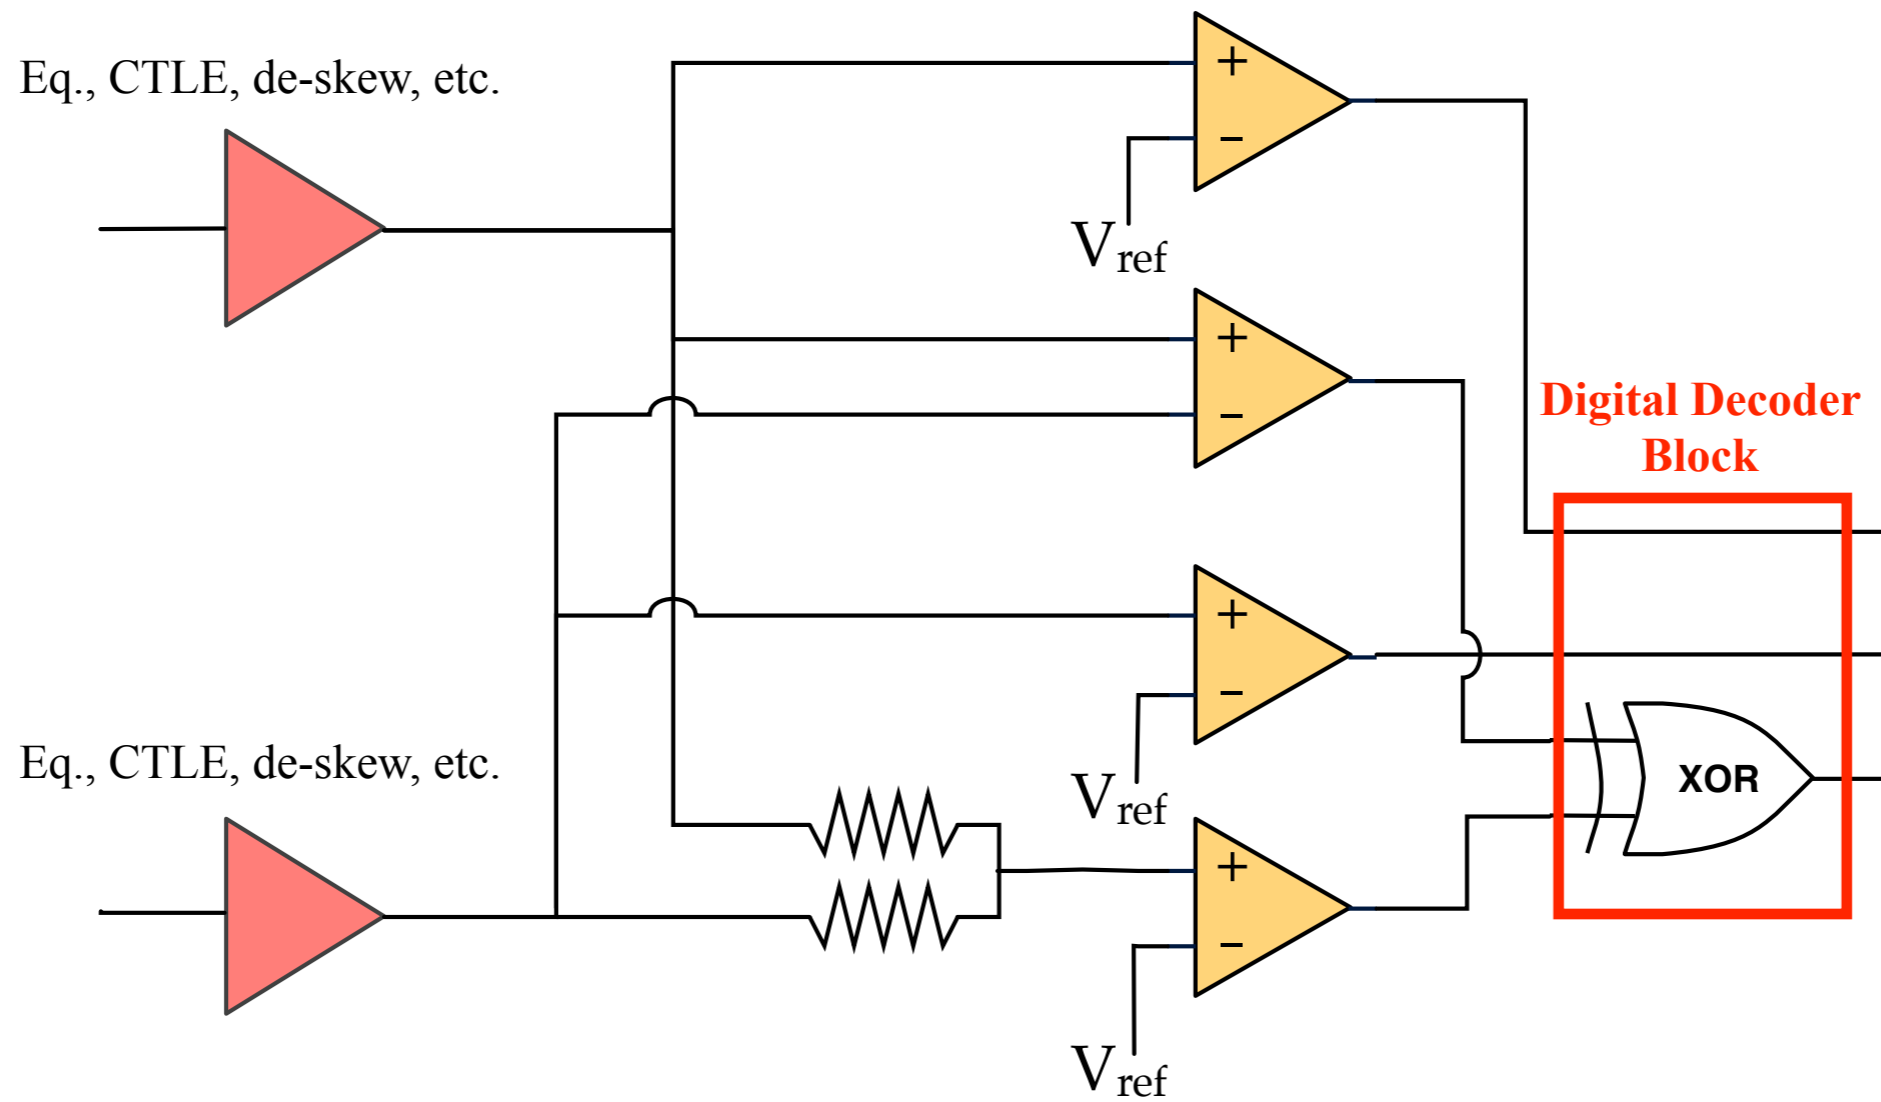 Eq., CTLE, de-skew, etc.
+
−
Vref
+
−
Digital Decoder
Block
+
−
Vref
XOR
Eq., CTLE, de-skew, etc.
+
−
Vref